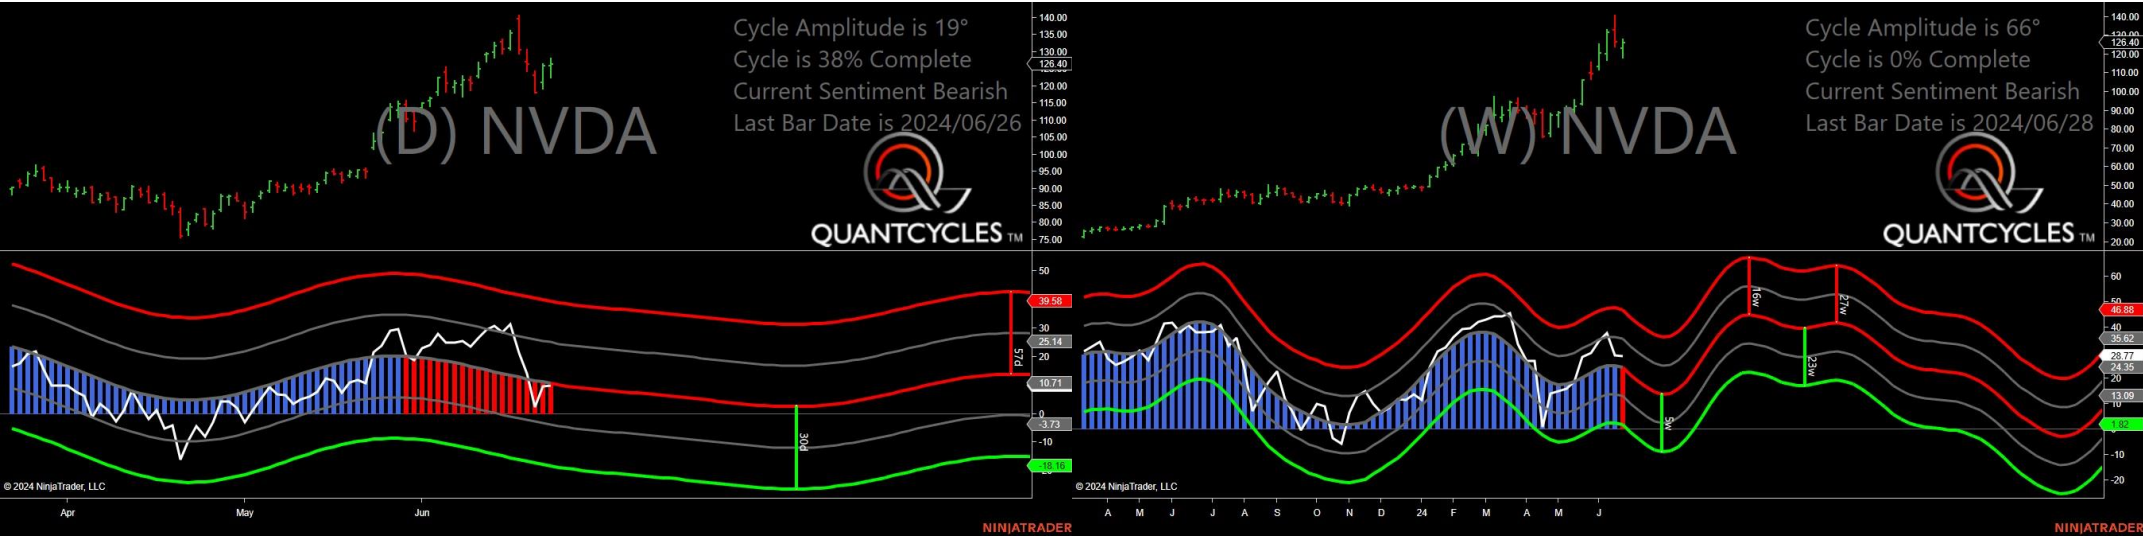 Cycle Amplitude is 19°
Cycle is 38% Complete
Current Sentiment Bearish
Last Bar Date is 2024/06/26
(D) NVDA
QUANTCYCLES TM
140.00
135.00
130.00
126.40
120.00
115.00
110.00
105.00
100.00
95.00
90.00
85.00
80.00
75.00
50
39.58
30
25.14
20
10.71
0
-3.73
-10
-18.16
57d
30d
© 2024 NinjaTrader, LLC
Apr
May
Jun
NINJATRADER
Cycle Amplitude is 66°
Cycle is 0% Complete
Current Sentiment Bearish
Last Bar Date is 2024/06/28
(W) NVDA
QUANTCYCLES TM
140.00
130.00
126.40
120.00
110.00
100.00
90.00
80.00
70.00
60.00
50.00
40.00
30.00
20.00
60
46.88
40
35.62
28.77
24.35
20
13.09
10
1.82
-10
-20
16w
27w
23w
5w
© 2024 NinjaTrader, LLC
A M J J A S O N D 24 F M A M J
NINJATRADER